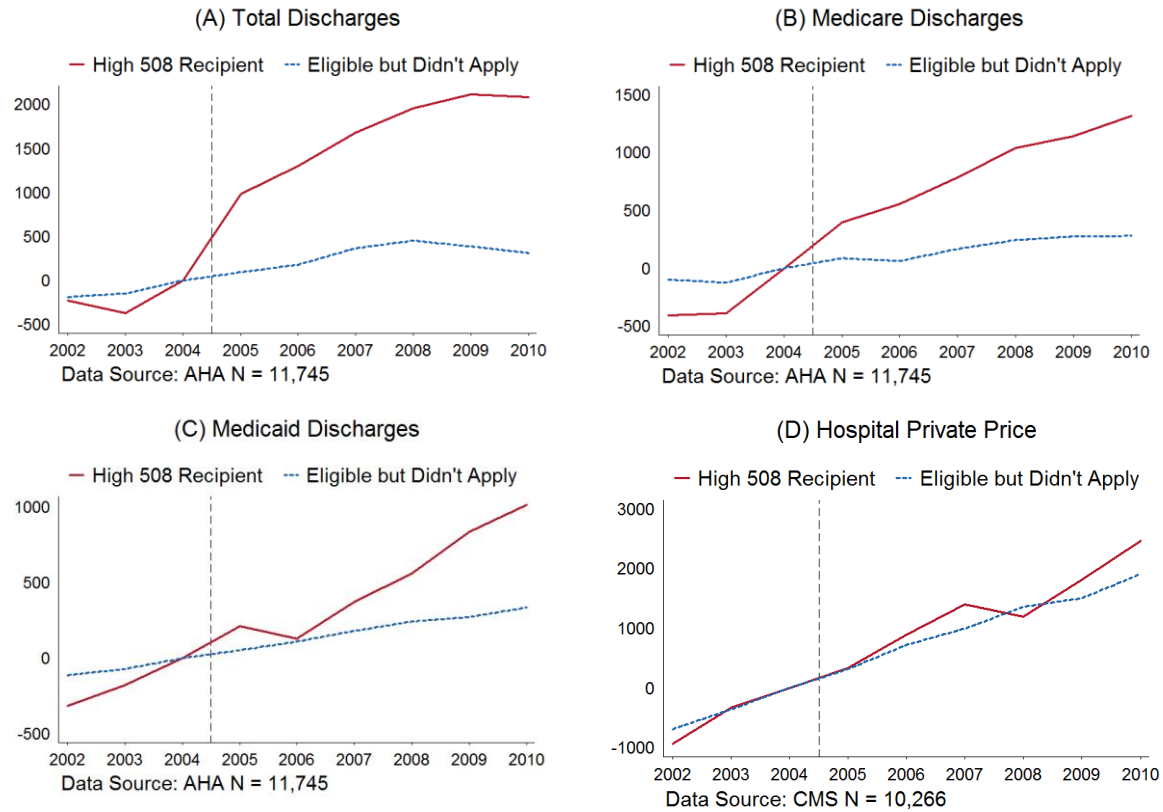 (A) Total Discharges
High 508 Recipient Eligible but Didn't Apply
2000
1500
1000
500
0
-500
2002 2003 2004 2005 2006 2007 2008 2009 2010
Data Source: AHA N = 11,745
(B) Medicare Discharges
High 508 Recipient Eligible but Didn't Apply
1500
1000
500
0
-500
2002 2003 2004 2005 2006 2007 2008 2009 2010
Data Source: AHA N = 11,745
(C) Medicaid Discharges
High 508 Recipient Eligible but Didn't Apply
1000
500
0
-500
2002 2003 2004 2005 2006 2007 2008 2009 2010
Data Source: AHA N = 11,745
(D) Hospital Private Price
High 508 Recipient Eligible but Didn't Apply
3000
2000
1000
0
-1000
2002 2003 2004 2005 2006 2007 2008 2009 2010
Data Source: CMS N = 10,266